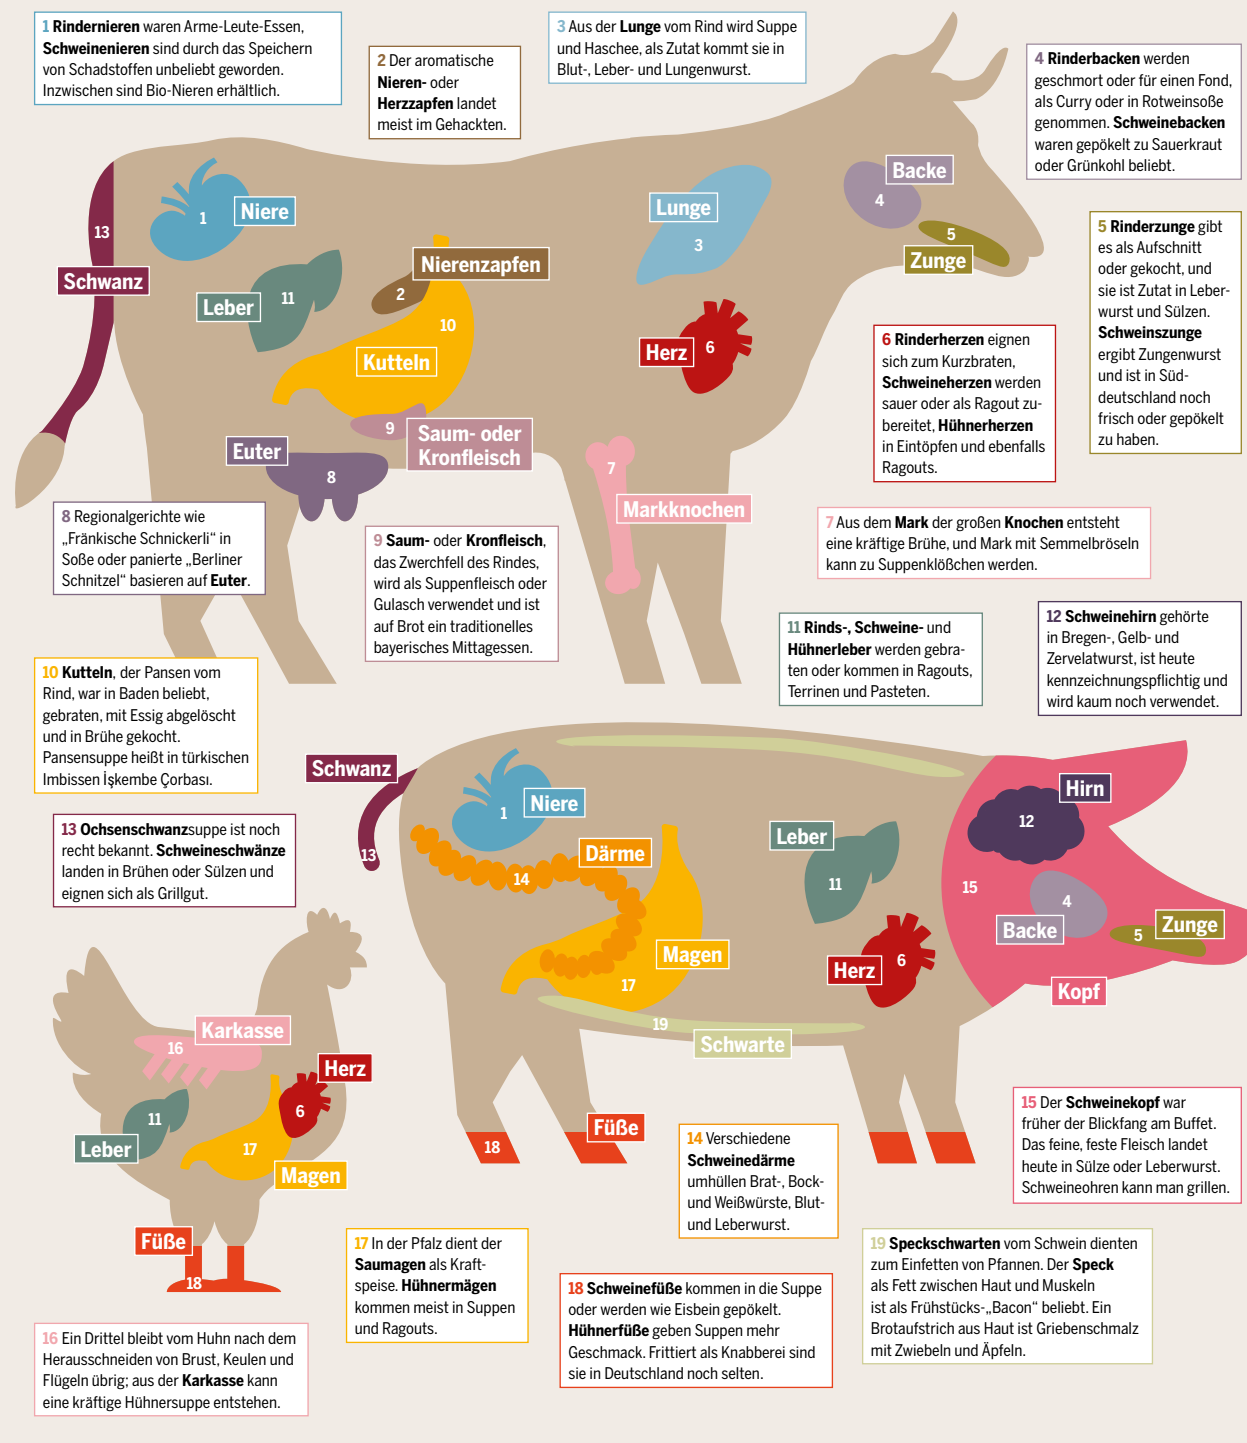 1 Rindernieren waren Arme-Leute-Essen,
Schweinenieren sind durch das Speichern
von Schadstoffen unbeliebt geworden.
Inzwischen sind Bio-Nieren erhältlich.
2 Der aromatische
Nieren- oder
Herzzapfen landet
meist im Gehackten.
3 Aus der Lunge vom Rind wird Suppe
und Haschee, als Zutat kommt sie in
Blut-, Leber- und Lungenwurst.
4 Rinderbacken werden
geschmort oder für einen Fond,
als Curry oder in Rotweinsoße
genommen. Schweinebacken
waren gepökelt zu Sauerkraut
oder Grünkohl beliebt.
Backe
4
1
Niere
Lunge
3
13
5
Zunge
5 Rinderzunge gibt
es als Aufschnitt
oder gekocht, und
sie ist Zutat in Leber-
wurst und Sülzen.
Schweinszunge
ergibt Zungenwurst
und ist in Süd-
deutschland noch
frisch oder gepökelt
zu haben.
Schwanz
Nierenzapfen
2
Leber
11
10
Kutteln
Herz
6
6 Rinderherzen eignen
sich zum Kurzbraten,
Schweineherzen werden
sauer oder als Ragout zu-
bereitet, Hühnerherzen
in Eintöpfen und ebenfalls
Ragouts.
9
Saum- oder
Kronfleisch
Euter
8
7
Markknochen
8 Regionalgerichte wie
„Fränkische Schnickerli“ in
Soße oder panierte „Berliner
Schnitzel“ basieren auf Euter.
9 Saum- oder Kronfleisch,
das Zwerchfell des Rindes,
wird als Suppenfleisch oder
Gulasch verwendet und ist
auf Brot ein traditionelles
bayerisches Mittagessen.
7 Aus dem Mark der großen Knochen entsteht
eine kräftige Brühe, und Mark mit Semmelbröseln
kann zu Suppenklößchen werden.
11 Rinds-, Schweine- und
Hühnerleber werden gebra-
ten oder kommen in Ragouts,
Terrinen und Pasteten.
12 Schweinehirn gehörte
in Bregen-, Gelb- und
Zervelatwurst, ist heute
kennzeichnungspflichtig und
wird kaum noch verwendet.
10 Kutteln, der Pansen vom
Rind, war in Baden beliebt,
gebraten, mit Essig abgelöscht
und in Brühe gekocht.
Pansensuppe heißt in türkischen
Imbissen İşkembe Çorbası.
Schwanz
13
1
Niere
Därme
14
Magen
17
Leber
11
Herz
6
Hirn
12
15
4
Backe
5
Zunge
Kopf
19
Schwarte
13 Ochsenschwanzsuppe ist noch
recht bekannt. Schweineschwänze
landen in Brühen oder Sülzen und
eignen sich als Grillgut.
Karkasse
16
Herz
6
11
Leber
17
Magen
Füße
18
18
Füße
14 Verschiedene
Schweinedärme
umhüllen Brat-, Bock-
und Weißwürste, Blut-
und Leberwurst.
15 Der Schweinekopf war
früher der Blickfang am Buffet.
Das feine, feste Fleisch landet
heute in Sülze oder Leberwurst.
Schweineohren kann man grillen.
17 In der Pfalz dient der
Saumagen als Kraft-
speise. Hühnermägen
kommen meist in Suppen
und Ragouts.
18 Schweinefüße kommen in die Suppe
oder werden wie Eisbein gepökelt.
Hühnerfüße geben Suppen mehr
Geschmack. Frittiert als Knabberei sind
sie in Deutschland noch selten.
19 Speckschwarten vom Schwein dienten
zum Einfetten von Pfannen. Der Speck
als Fett zwischen Haut und Muskeln
ist als Frühstücks-„Bacon“ beliebt. Ein
Brotaufstrich aus Haut ist Griebenschmalz
mit Zwiebeln und Äpfeln.
16 Ein Drittel bleibt vom Huhn nach dem
Herausschneiden von Brust, Keulen und
Flügeln übrig; aus der Karkasse kann
eine kräftige Hühnersuppe entstehen.